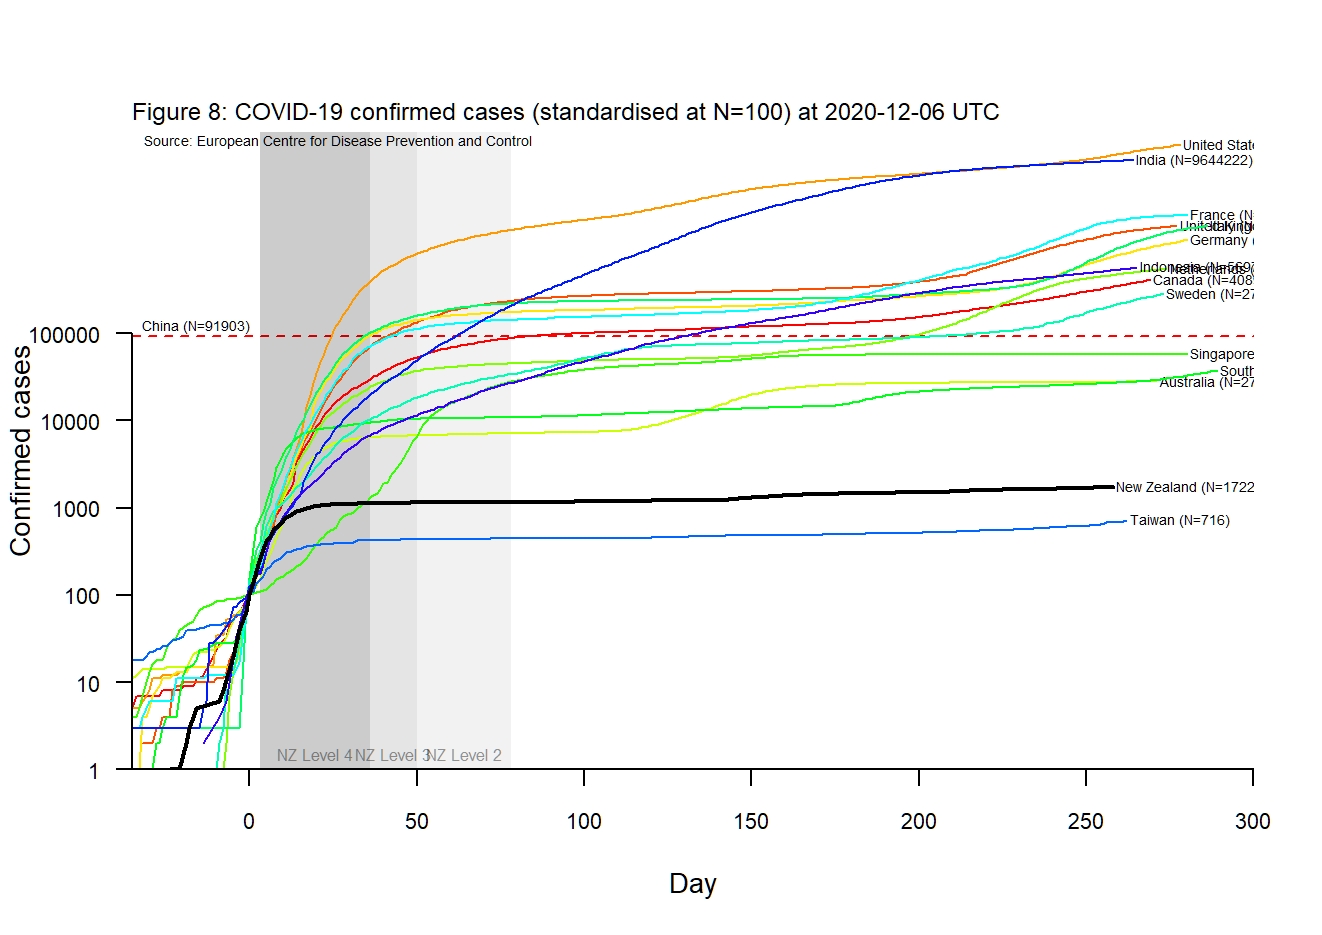 Figure 8: COVID-19 confirmed cases (standardised at N=100) at 2020-12-06 UTC
Source: European Centre for Disease Prevention and Control
United State
India (N=9644222)
France (N=
Germany (
Indonesia (N=5697
Canada (N=408
Sweden (N=27
China (N=91903)
Singapore
South
Australia (N=27
New Zealand (N=1722
Taiwan (N=716)
100000
10000
1000
100
10
1
Confirmed cases
NZ Level 4
NZ Level 3
NZ Level 2
0
50
100
150
200
250
300
Day